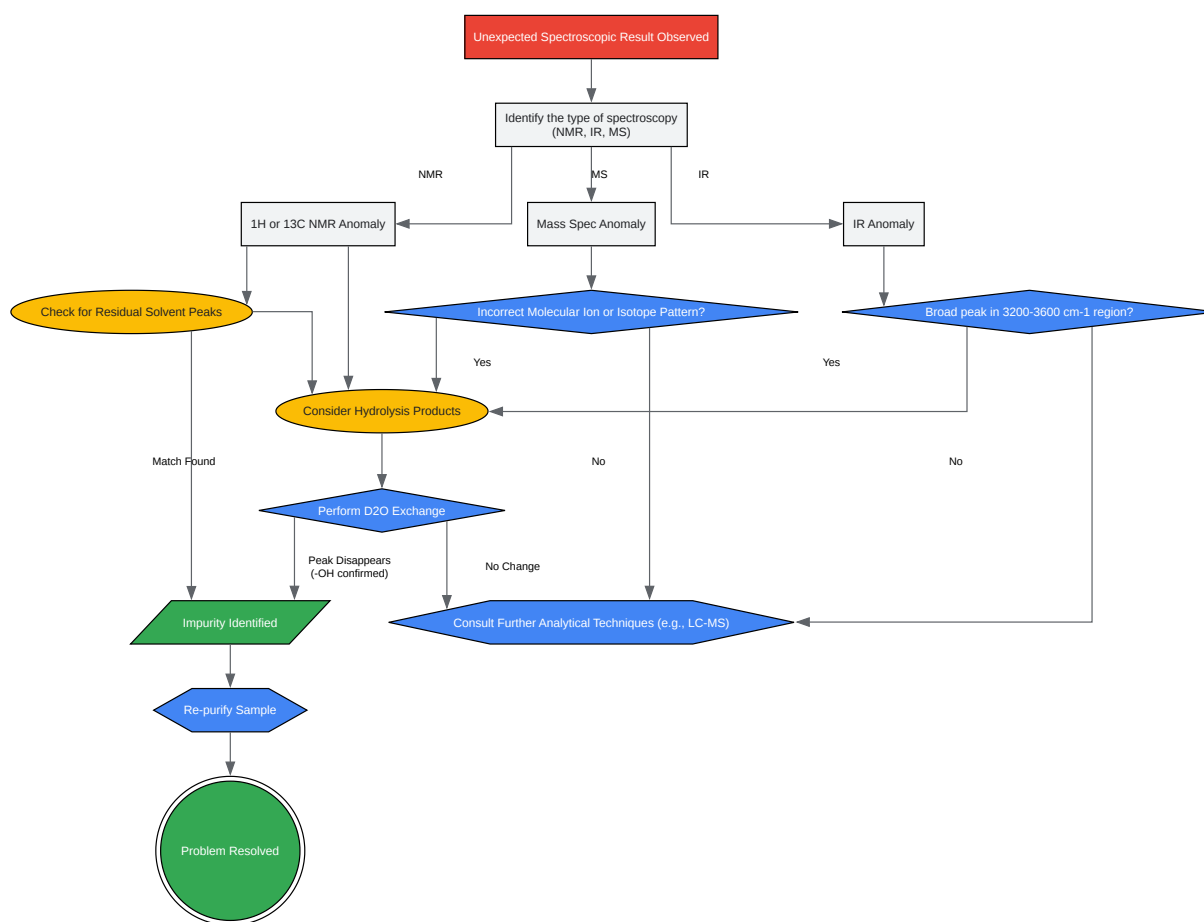 Unexpected Spectroscopic Result Observed
Identify the type of spectroscopy
(NMR, IR, MS)
NMR
MS
IR
1H or 13C NMR Anomaly
Mass Spec Anomaly
IR Anomaly
Check for Residual Solvent Peaks
Incorrect Molecular Ion or Isotope Pattern?
Broad peak in 3200-3600 cm-1 region?
Yes
Yes
Consider Hydrolysis Products
Match Found
No
No
Perform D2O Exchange
Peak Disappears
(-OH confirmed)
No Change
Impurity Identified
Consult Further Analytical Techniques (e.g., LC-MS)
Re-purify Sample
Problem Resolved